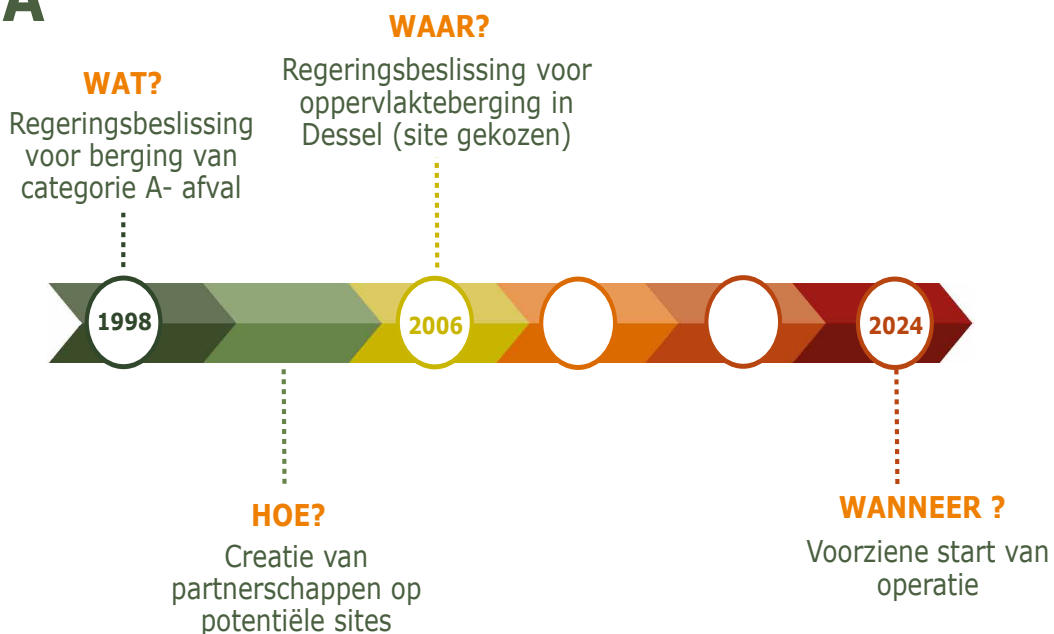 A
WAT?
Regeringsbeslissing
voor berging van
categorie A- afval
WAAR?
Regeringsbeslissing voor
oppervlakteberging in
Dessel (site gekozen)
1998
2006
2024
HOE?
Creatie van
partnerschappen op
potentiële sites
WANNEER ?
Voorziene start van
operatie